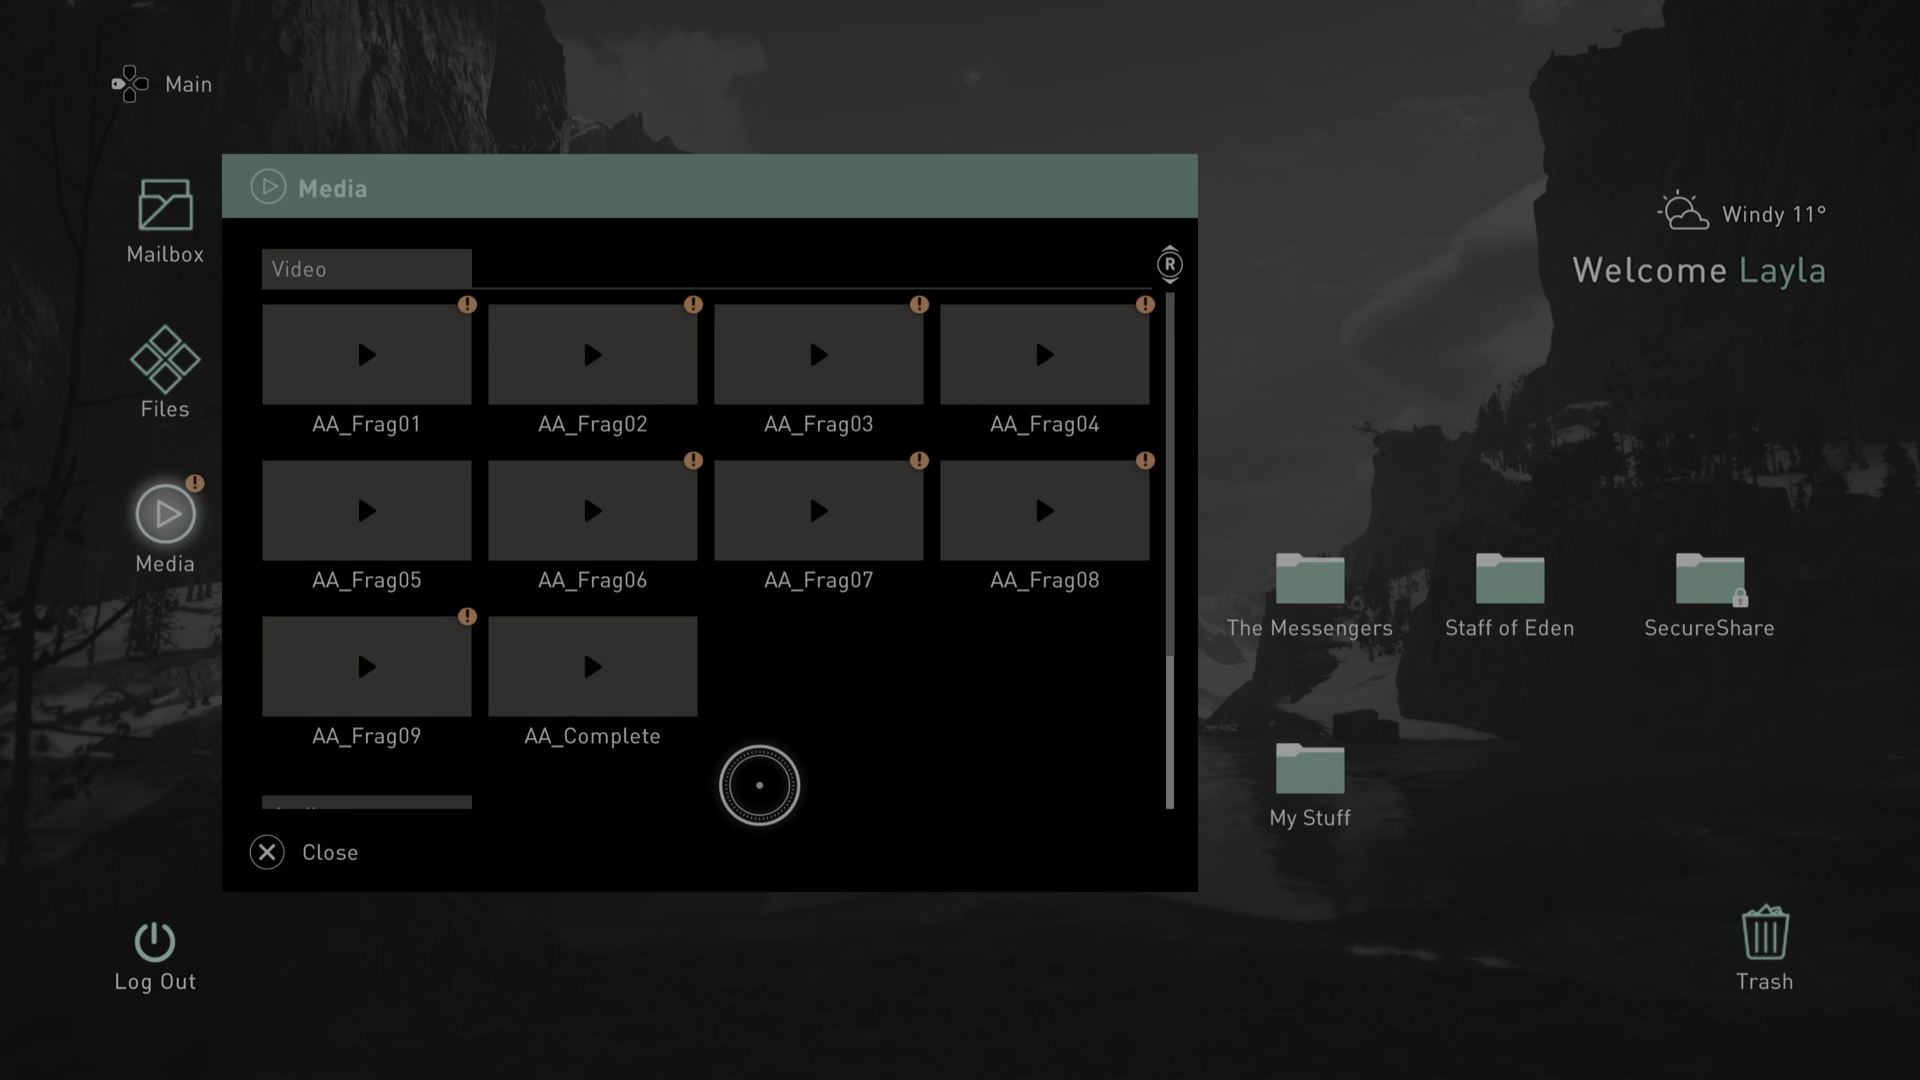 Main
Media
Mailbox
Files
Media
Log Out
Video
R
AA_Frag01
AA_Frag02
AA_Frag03
AA_Frag04
AA_Frag05
AA_Frag06
AA_Frag07
AA_Frag08
AA_Frag09
AA_Complete
Close
Windy 11°
Welcome Layla
The Messengers
Staff of Eden
SecureShare
My Stuff
Trash